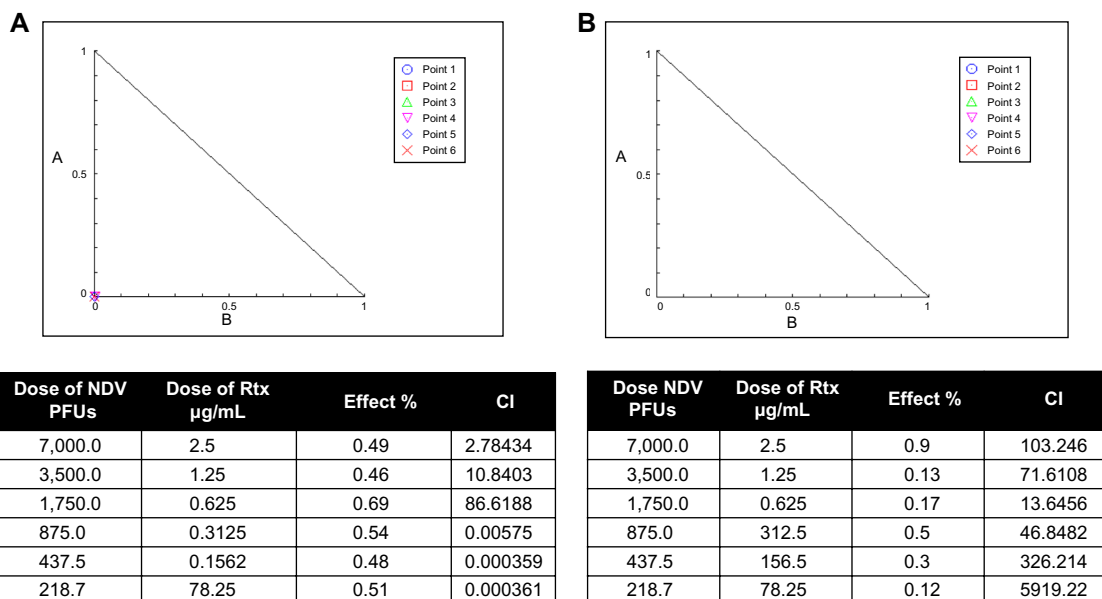 A
1
A
0.5
0
0
0.5
1
B
Point 1
Point 2
Point 3
Point 4
Point 5
Point 6
B
1
A
0.5
0
0
0.5
1
B
Point 1
Point 2
Point 3
Point 4
Point 5
Point 6
Dose of NDV PFUs Dose of Rtx µg/mL Effect % CI
7,000.0 2.5 0.49 2.78434
3,500.0 1.25 0.46 10.8403
1,750.0 0.625 0.69 86.6188
875.0 0.3125 0.54 0.00575
437.5 0.1562 0.48 0.000359
218.7 78.25 0.51 0.000361
Dose NDV PFUs Dose of Rtx µg/mL Effect % CI
7,000.0 2.5 0.9 103.246
3,500.0 1.25 0.13 71.6108
1,750.0 0.625 0.17 13.6456
875.0 312.5 0.5 46.8482
437.5 156.5 0.3 326.214
218.7 78.25 0.12 5919.22